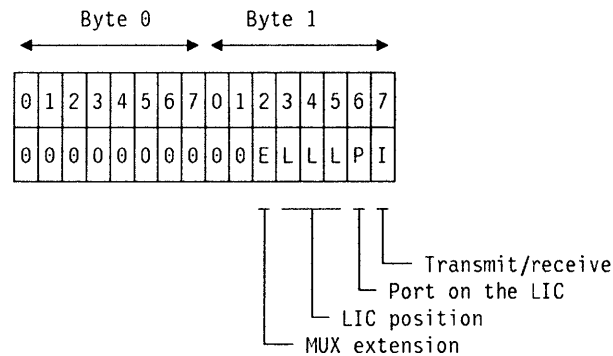 Byte 0 Byte 1
0 1 2 3 4 5 6 7 0 1 2 3 4 5 6 7
0 0 0 0 0 0 0 0 0 0 E L L L P I
Transmit/receive
Port on the LIC
LIC position
MUX extension